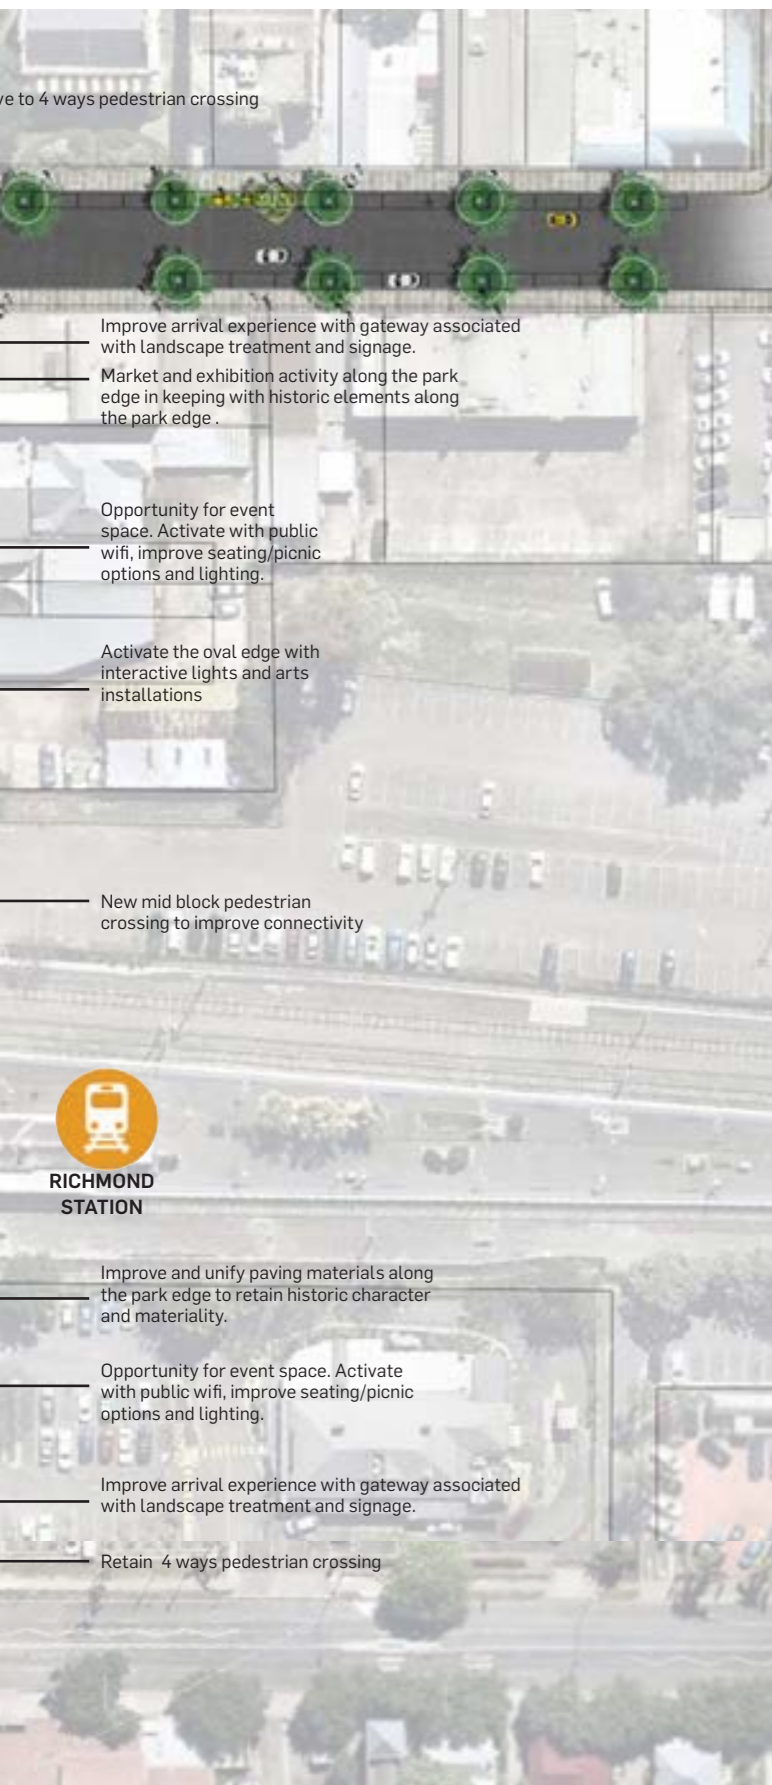 to 4 ways pedestrian crossing
Improve arrival experience with gateway associated
with landscape treatment and signage.
Market and exhibition activity along the park
edge in keeping with historic elements along
the park edge .
Opportunity for event
space. Activate with public
wifi, improve seating/picnic
options and lighting.
Activate the oval edge with
interactive lights and arts
installations
New mid block pedestrian
crossing to improve connectivity
RICHMOND
STATION
Improve and unify paving materials along
the park edge to retain historic character
and materiality.
Opportunity for event space. Activate
with public wifi, improve seating/picnic
options and lighting.
Improve arrival experience with gateway associated
with landscape treatment and signage.
Retain 4 ways pedestrian crossing